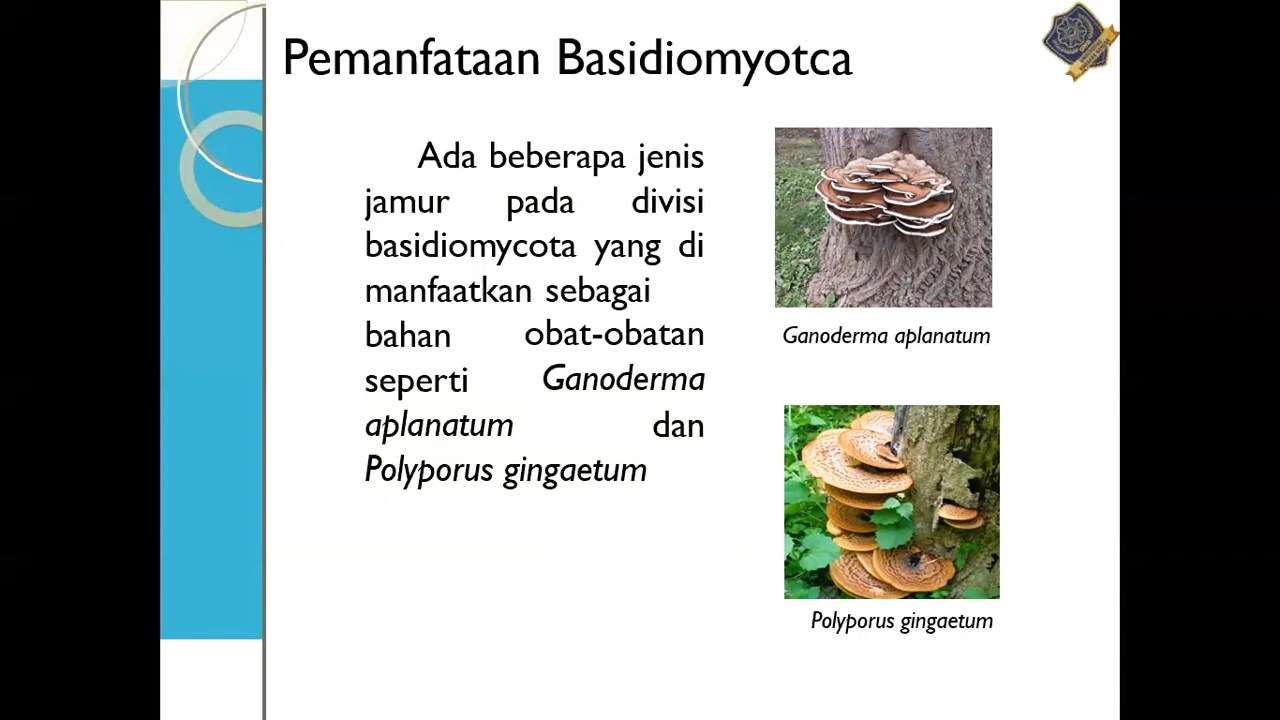 Pemanfataan Basidiomyotca
Ada beberapa jenis
jamur pada divisi
basidiomycota yang di
manfaatkan sebagai
bahan obat-obatan
seperti Ganoderma
aplanatum dan
Polyporus gingaetum
Ganoderma aplanatum
Polyporus gingaetum